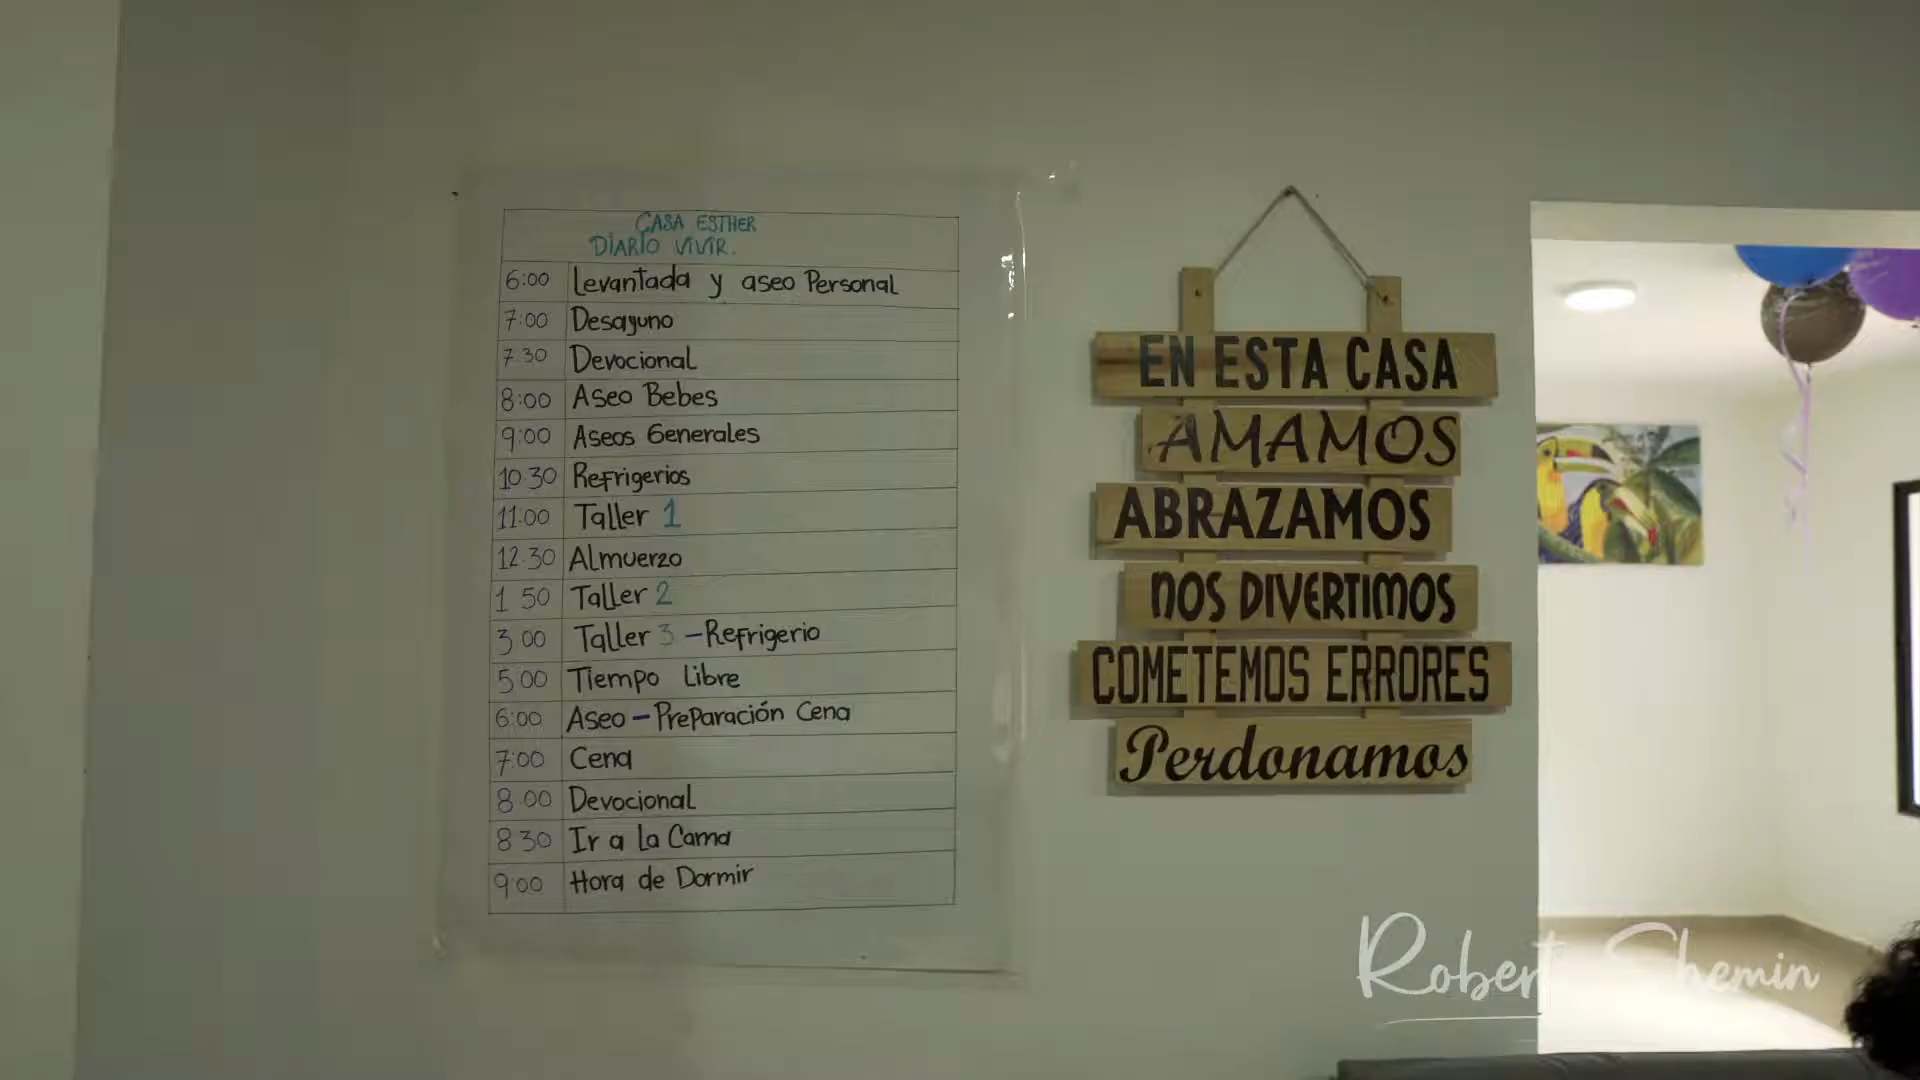 CASA ESTHER
DIARIO VIVIR.
6:00 Levantada y aseo Personal
7:00 Desayuno
7:30 Devocional
8:00 Aseo Bebes
9:00 Aseos Generales
10:30 Refrigerios
11:00 Taller 1
12:30 Almuerzo
1 50 Taller 2
3 00 Taller 3 - Refrigerio
5 00 Tiempo Libre
6:00 Aseo - Preparación Cena
7:00 Cena
8 00 Devocional
8 30 Ir a la Cama
9:00 Hora de Dormir
EN ESTA CASA
AMAMOS
ABRAZAMOS
NOS DIVERTIMOS
COMETEMOS ERRORES
Perdonamos
Robert Shemin